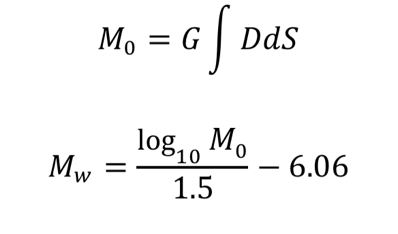 M₀ = G ∫ DdS
M_w = log₁₀ M₀ / 1.5 − 6.06